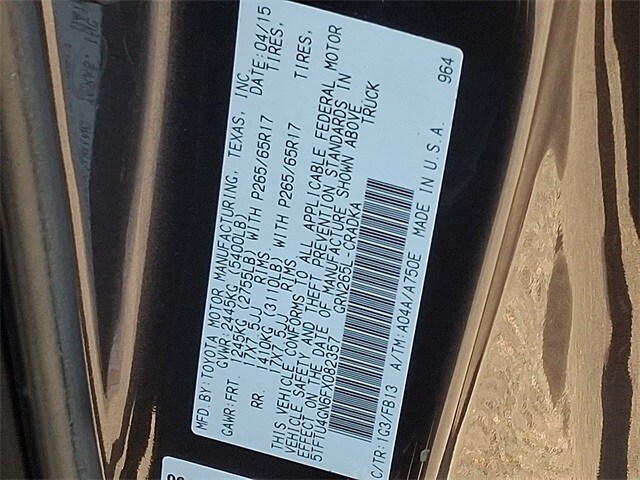 MFD BY: TOYOTA MOTOR MANUFACTURING, TEXAS, INC. DATE: 04/15
GVWR: 2445KG (5400LB)
GAWR: FRT. 1245KG (2755LB) WITH P265/65R17 TIRES,
17X7.5JJ RIMS
RR. 1410KG (3110LB) WITH P265/65R17 TIRES,
17X7.5JJ RIMS
THIS VEHICLE CONFORMS TO ALL APPLICABLE FEDERAL MOTOR
VEHICLE SAFETY AND THEFT PREVENTION STANDARDS IN
EFFECT ON THE DATE OF MANUFACTURE SHOWN ABOVE.
5TFTU4GN5FX082357 GRN265L-CRADKA TRUCK
C/TR: 1G3/FB13 A/TM: A04A/A750E MADE IN U.S.A. 964